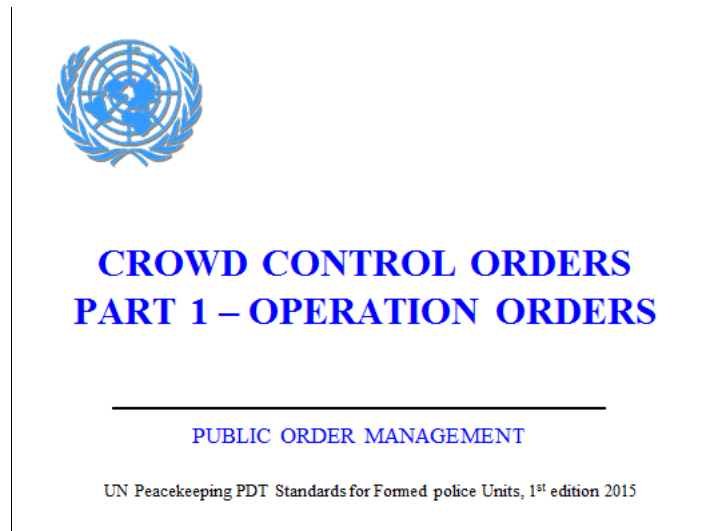 CROWD CONTROL ORDERS
PART 1 – OPERATION ORDERS
PUBLIC ORDER MANAGEMENT
UN Peacekeeping PDT Standards for Formed police Units, 1st edition 2015